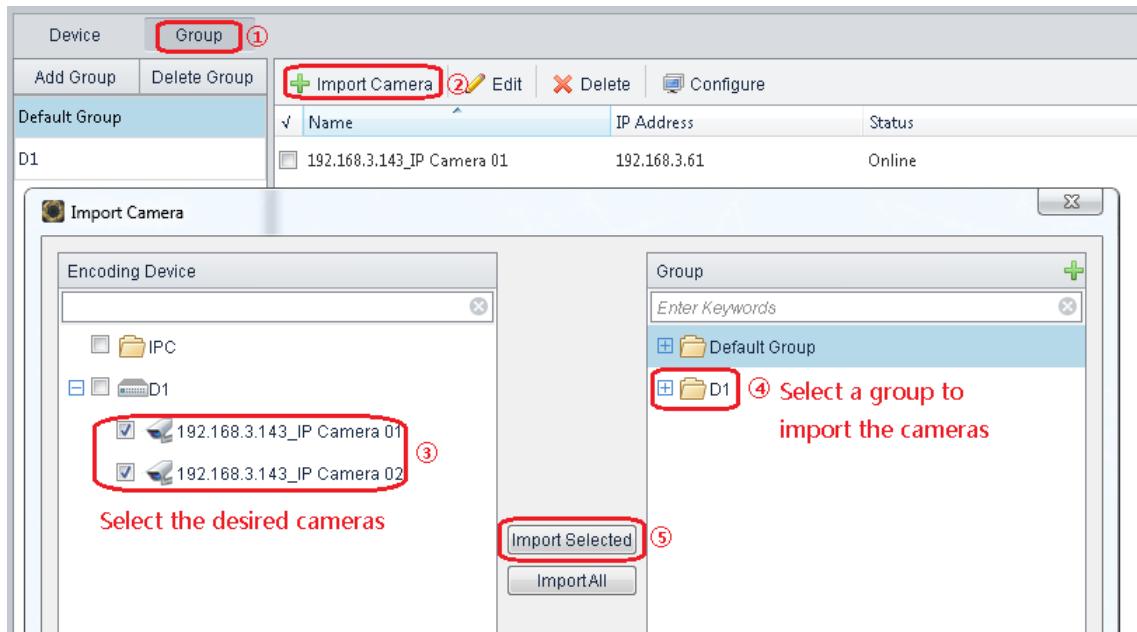 Device Group ①
Add Group Delete Group Import Camera ② Edit Delete Configure
Default Group √ Name IP Address Status
D1 192.168.3.143_IP Camera 01 192.168.3.61 Online
Import Camera
Encoding Device Group
Enter Keywords
IPC Default Group
D1 D1 ④ Select a group to
import the cameras
192.168.3.143_IP Camera 01
③
192.168.3.143_IP Camera 02
Select the desired cameras
Import Selected ⑤
Import All